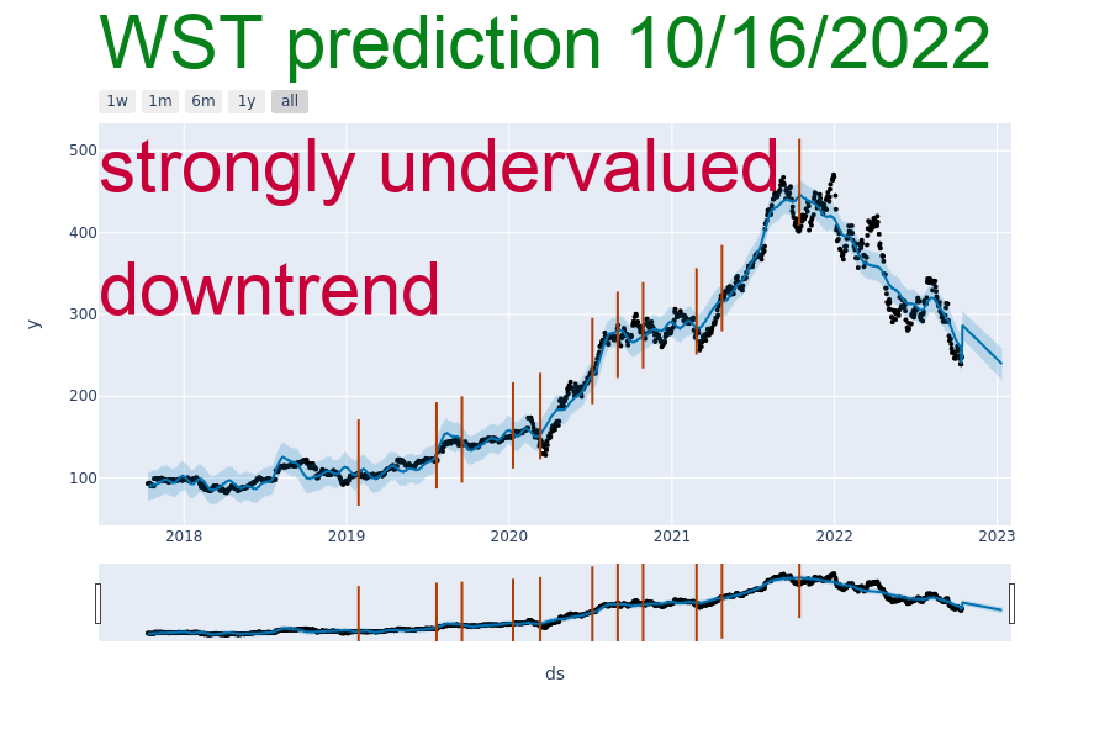 WST prediction 10/16/2022
1w 1m 6m 1y all
500
strongly undervalued
400
downtrend
300
y
200
100
2018 2019 2020 2021 2022 2023
ds